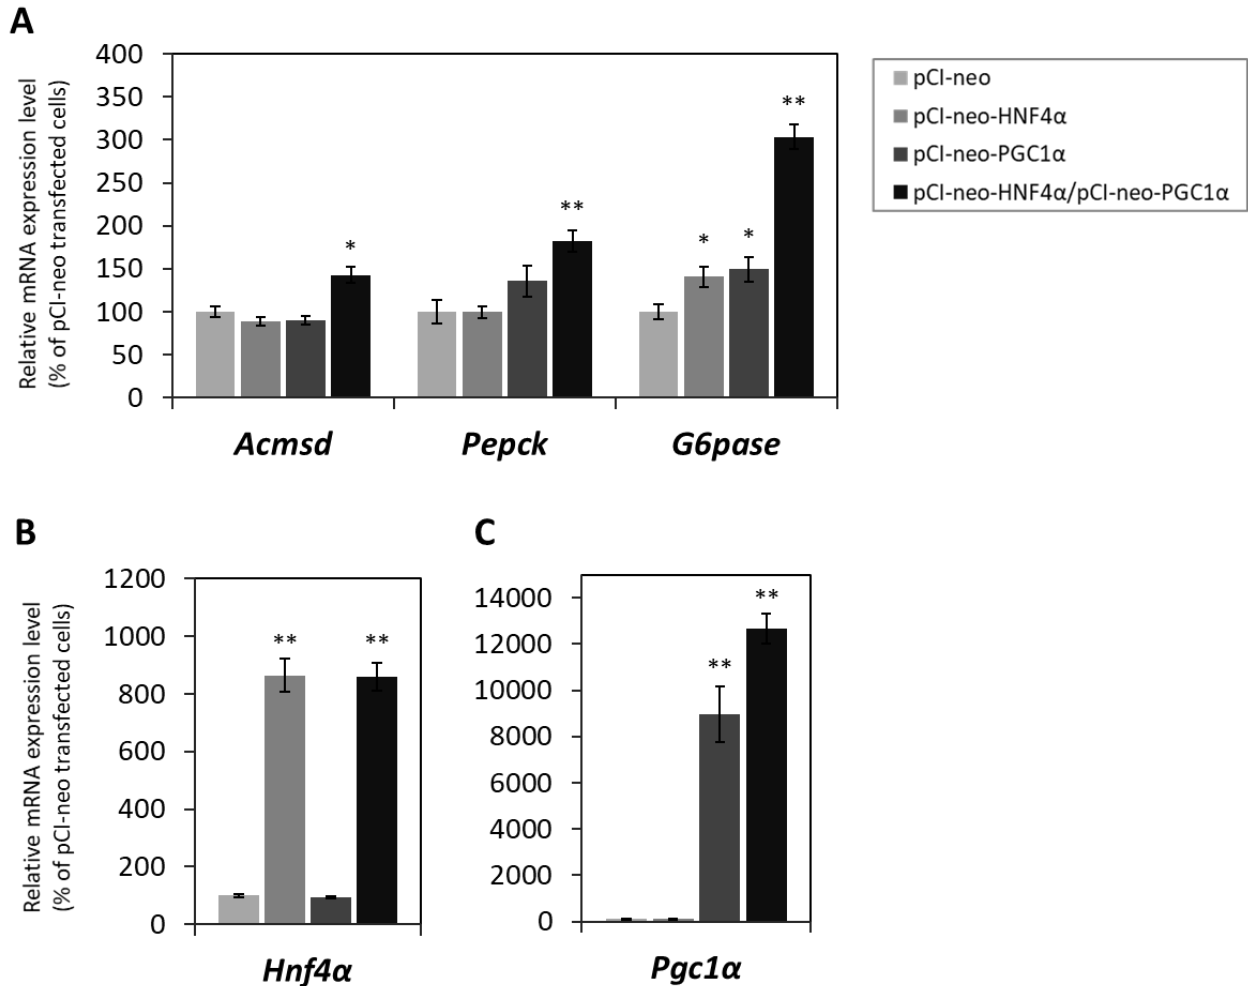 A
Relative mRNA expression level
(% of pCI-neo transfected cells)
400
350
300
250
200
150
100
50
0
*
**
*
*
**
Acmsd
Pepck
G6pase
pCI-neo
pCI-neo-HNF4α
pCI-neo-PGC1α
pCI-neo-HNF4α/pCI-neo-PGC1α
B
Relative mRNA expression level
(% of pCI-neo transfected cells)
1200
1000
800
600
400
200
0
**
**
Hnf4α
C
14000
12000
10000
8000
6000
4000
2000
0
**
**
Pgc1α